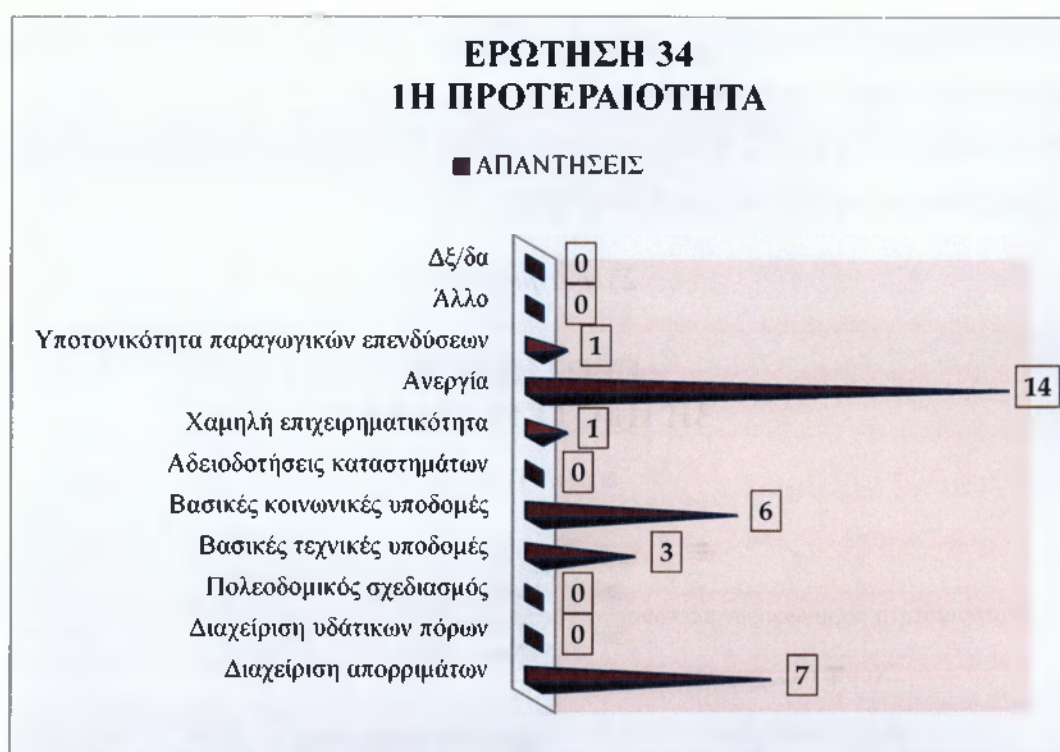 ΕΡΩΤΗΣΗ 34
1Η ΠΡΟΤΕΡΑΙΟΤΗΤΑ
ΑΠΑΝΤΗΣΕΙΣ
Δξ/δα 0
Άλλο 0
Υποτονικότητα παραγωγικών επενδύσεων 1
Ανεργία 14
Χαμηλή επιχειρηματικότητα 1
Αδειοδοτήσεις καταστημάτων 0
Βασικές κοινωνικές υποδομές 6
Βασικές τεχνικές υποδομές 3
Πολεοδομικός σχεδιασμός 0
Διαχείριση υδάτικων πόρων 0
Διαχείριση απορριμάτων 7